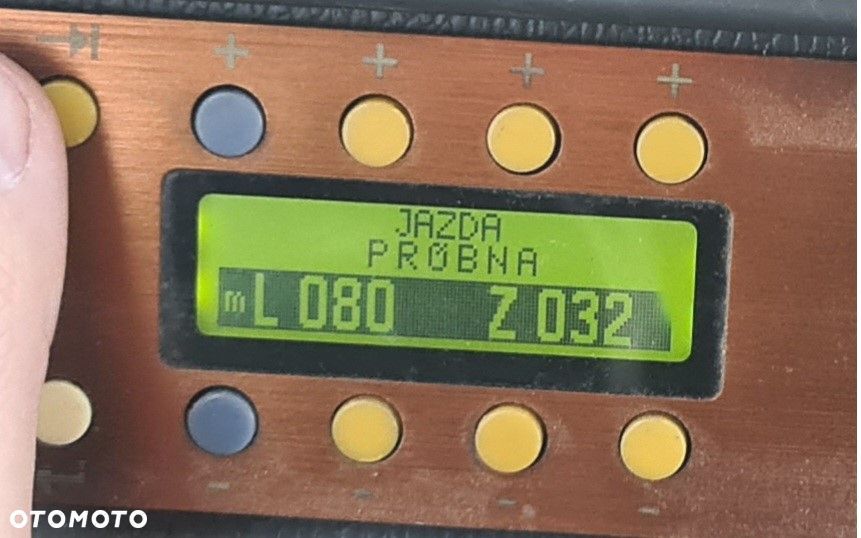 + + + +
JAZDA
PRØBNA
m L 080 Z 032
- - - -
OTOMOTO